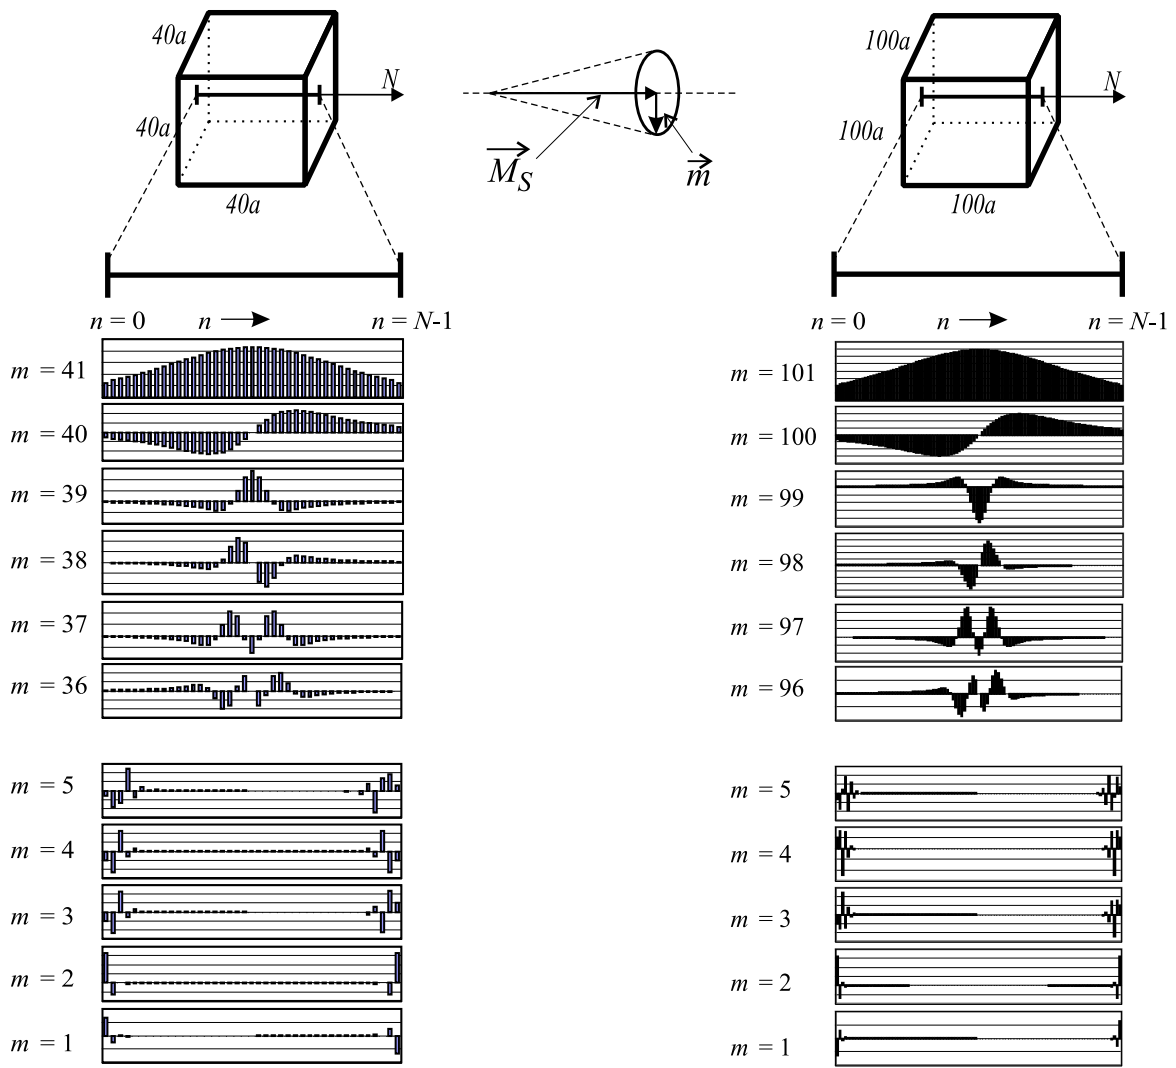 40a
40a
40a
N
M_S
m
100a
100a
100a
N
n = 0 n n = N-1
n = 0 n n = N-1
m = 41
m = 40
m = 39
m = 38
m = 37
m = 36
m = 5
m = 4
m = 3
m = 2
m = 1
m = 101
m = 100
m = 99
m = 98
m = 97
m = 96
m = 5
m = 4
m = 3
m = 2
m = 1